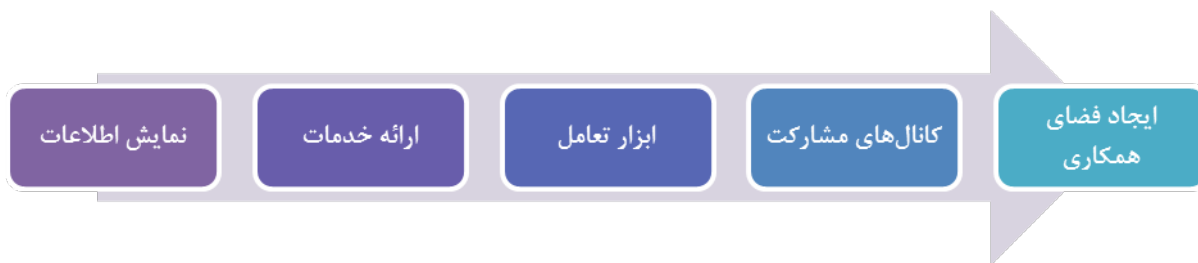 نمایش اطلاعات
ارائه خدمات
ابزار تعامل
کانال‌های مشارکت
ایجاد فضای
همکاری